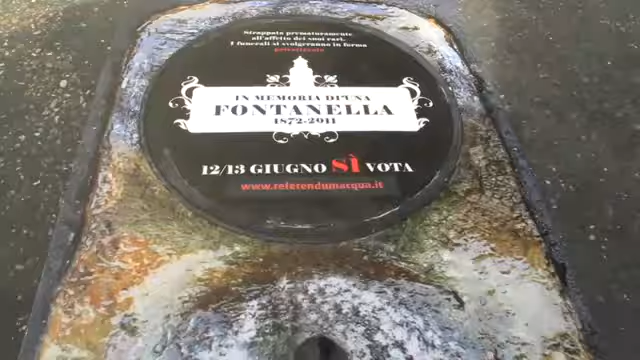 Strappata prematuramente
all'affetto dei suoi cari.
I funerali si svolgeranno in forma
privatizzata
IN MEMORIA DI UNA
FONTANELLA
1872-2011
12/13 GIUGNO SÌ VOTA
www.referendumacqua.it